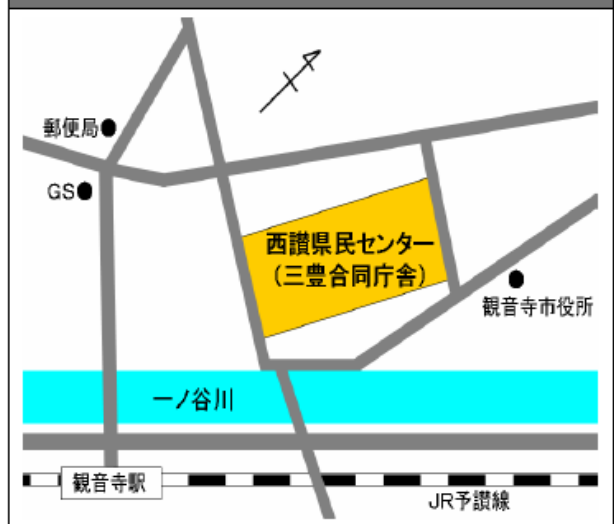 郵便局
GS
西讃県民センター
（三豊合同庁舎）
観音寺市役所
一ノ谷川
観音寺駅
JR予讃線